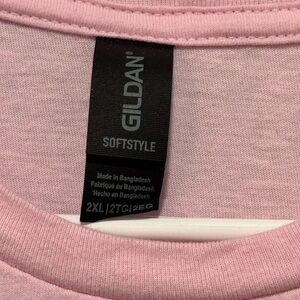 GILDAN®
SOFTSTYLE
Made in Bangladesh
Fabriqué au Bangladesh
Hecho en Bangladesh
2XL|2TG|2EG